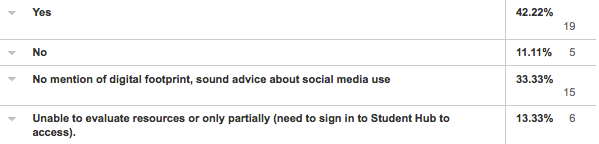 Yes 42.22%
19
No 11.11% 5
No mention of digital footprint, sound advice about social media use 33.33%
15
Unable to evaluate resources or only partially (need to sign in to Student Hub to 13.33% 6
access).